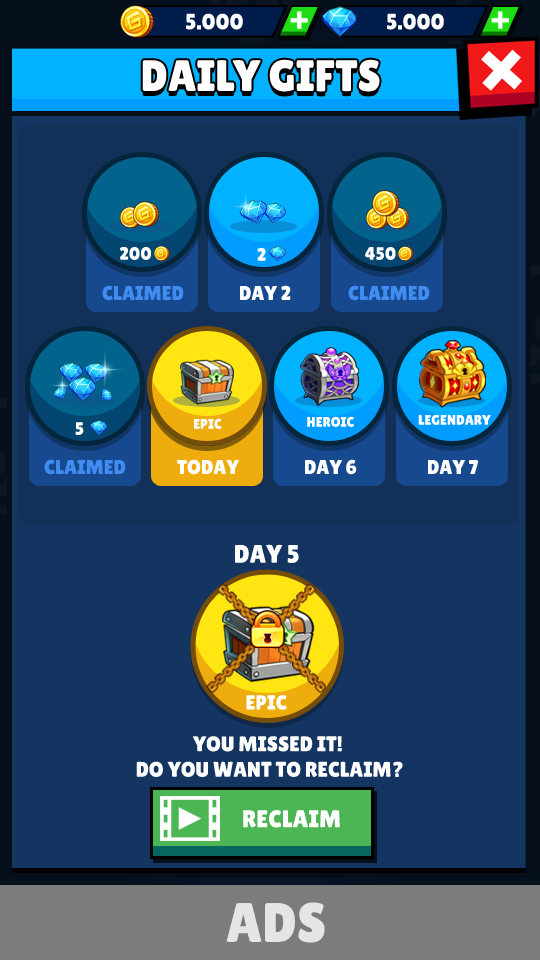 5.000 5.000
DAILY GIFTS
200 2 450
CLAIMED DAY 2 CLAIMED
5 EPIC HEROIC LEGENDARY
CLAIMED TODAY DAY 6 DAY 7
DAY 5
EPIC
YOU MISSED IT!
DO YOU WANT TO RECLAIM?
RECLAIM
ADS